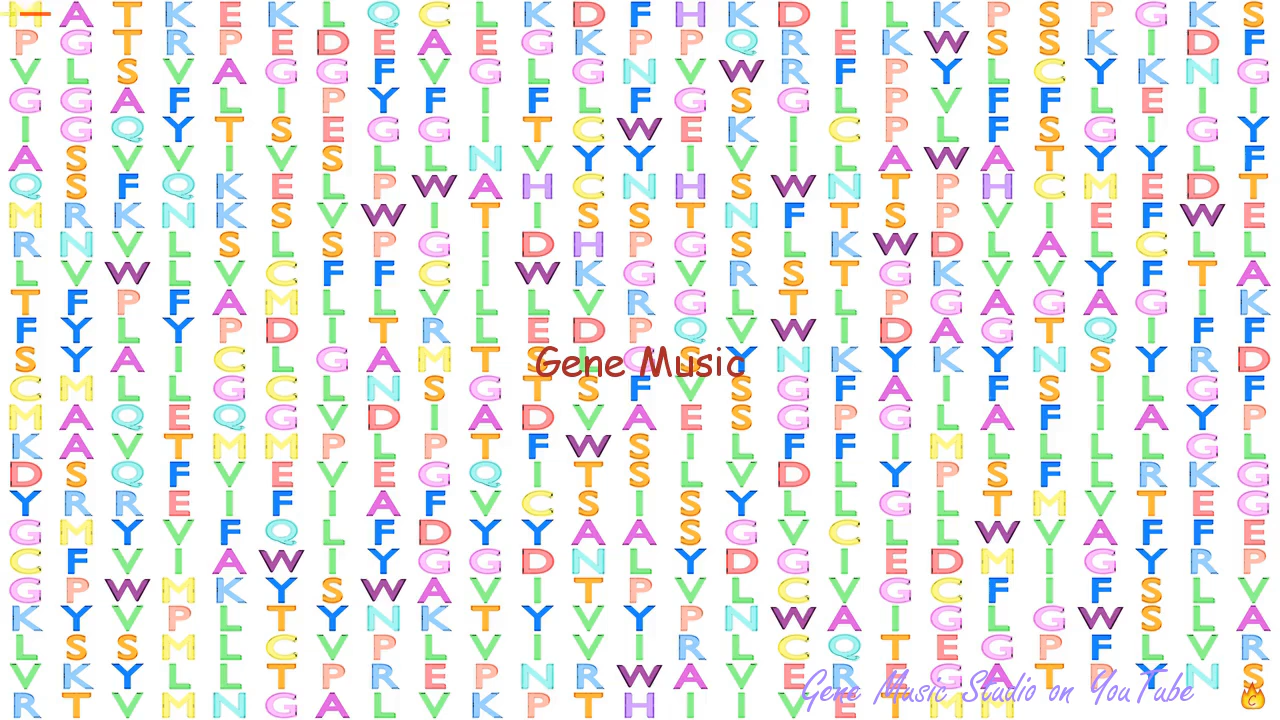 M A T K E K L Q C L K D F H K D I L K P S P G K S
P G T R P E D E A E G K P P Q R E K W S S K I D F
V L S V A G G F V G L G N V W R F P Y L C Y K N G
G G A F L I P Y F I F L F G S G L P V F F L E I Y
I G Q Y T S E G G I T C W E K I C P L F S G I G Y
A S V V I V S L L N V Y Y I V I L A W A T Y Y L F
Q S F Q K E L P W A H C N H S W N T P H C M E D T
M R K N K S V W I T I S S T N F T S P V I E F W E
R N V L S L S P G I D H P G S L K W D L A L C L L
L V W L V C F F C I W K G V R S T G K V V Y F T A
T F P F A M L L V L L V R G L T L P G A G A G I K
F Y L Y P D I T R L E D P Q V W I D A G T Q I F F
S Y A I C L G A M T S L G S Y N K Y K Y N S Y R D
Gene Music
C M L L G C L N S G T S F V S G F A L F S I L G F
M A Q E Q G V D I A D V A E S G P G I A F I A Y P
K A V T M M P L P T F W S I L F F I M L L L L G L
D S Q F V E V E G Q I T S L V D L Y P S F L R K G
Y R R E I F I A F V C S I S Y L L G L T M V T E G
G M Y V F Q L F D Y Y A A S G V C L L W V A F F E
C F V I A W I Y G G D N L Y D G I E D M I G Y R P
G P W M K Y S W A V I T P V L C V G C F I F S L V
K Y V P L T Y N K T Y V Y P N W A I G L G W S L A
L S S M L C V P L V I V I R L C Q T E G P F L V R
V K Y L L T P R E P N R W A V E R E G A T P Y N S
Gene Music Studio on YouTube
R T V M N G A L V K P T H I I V E T M M